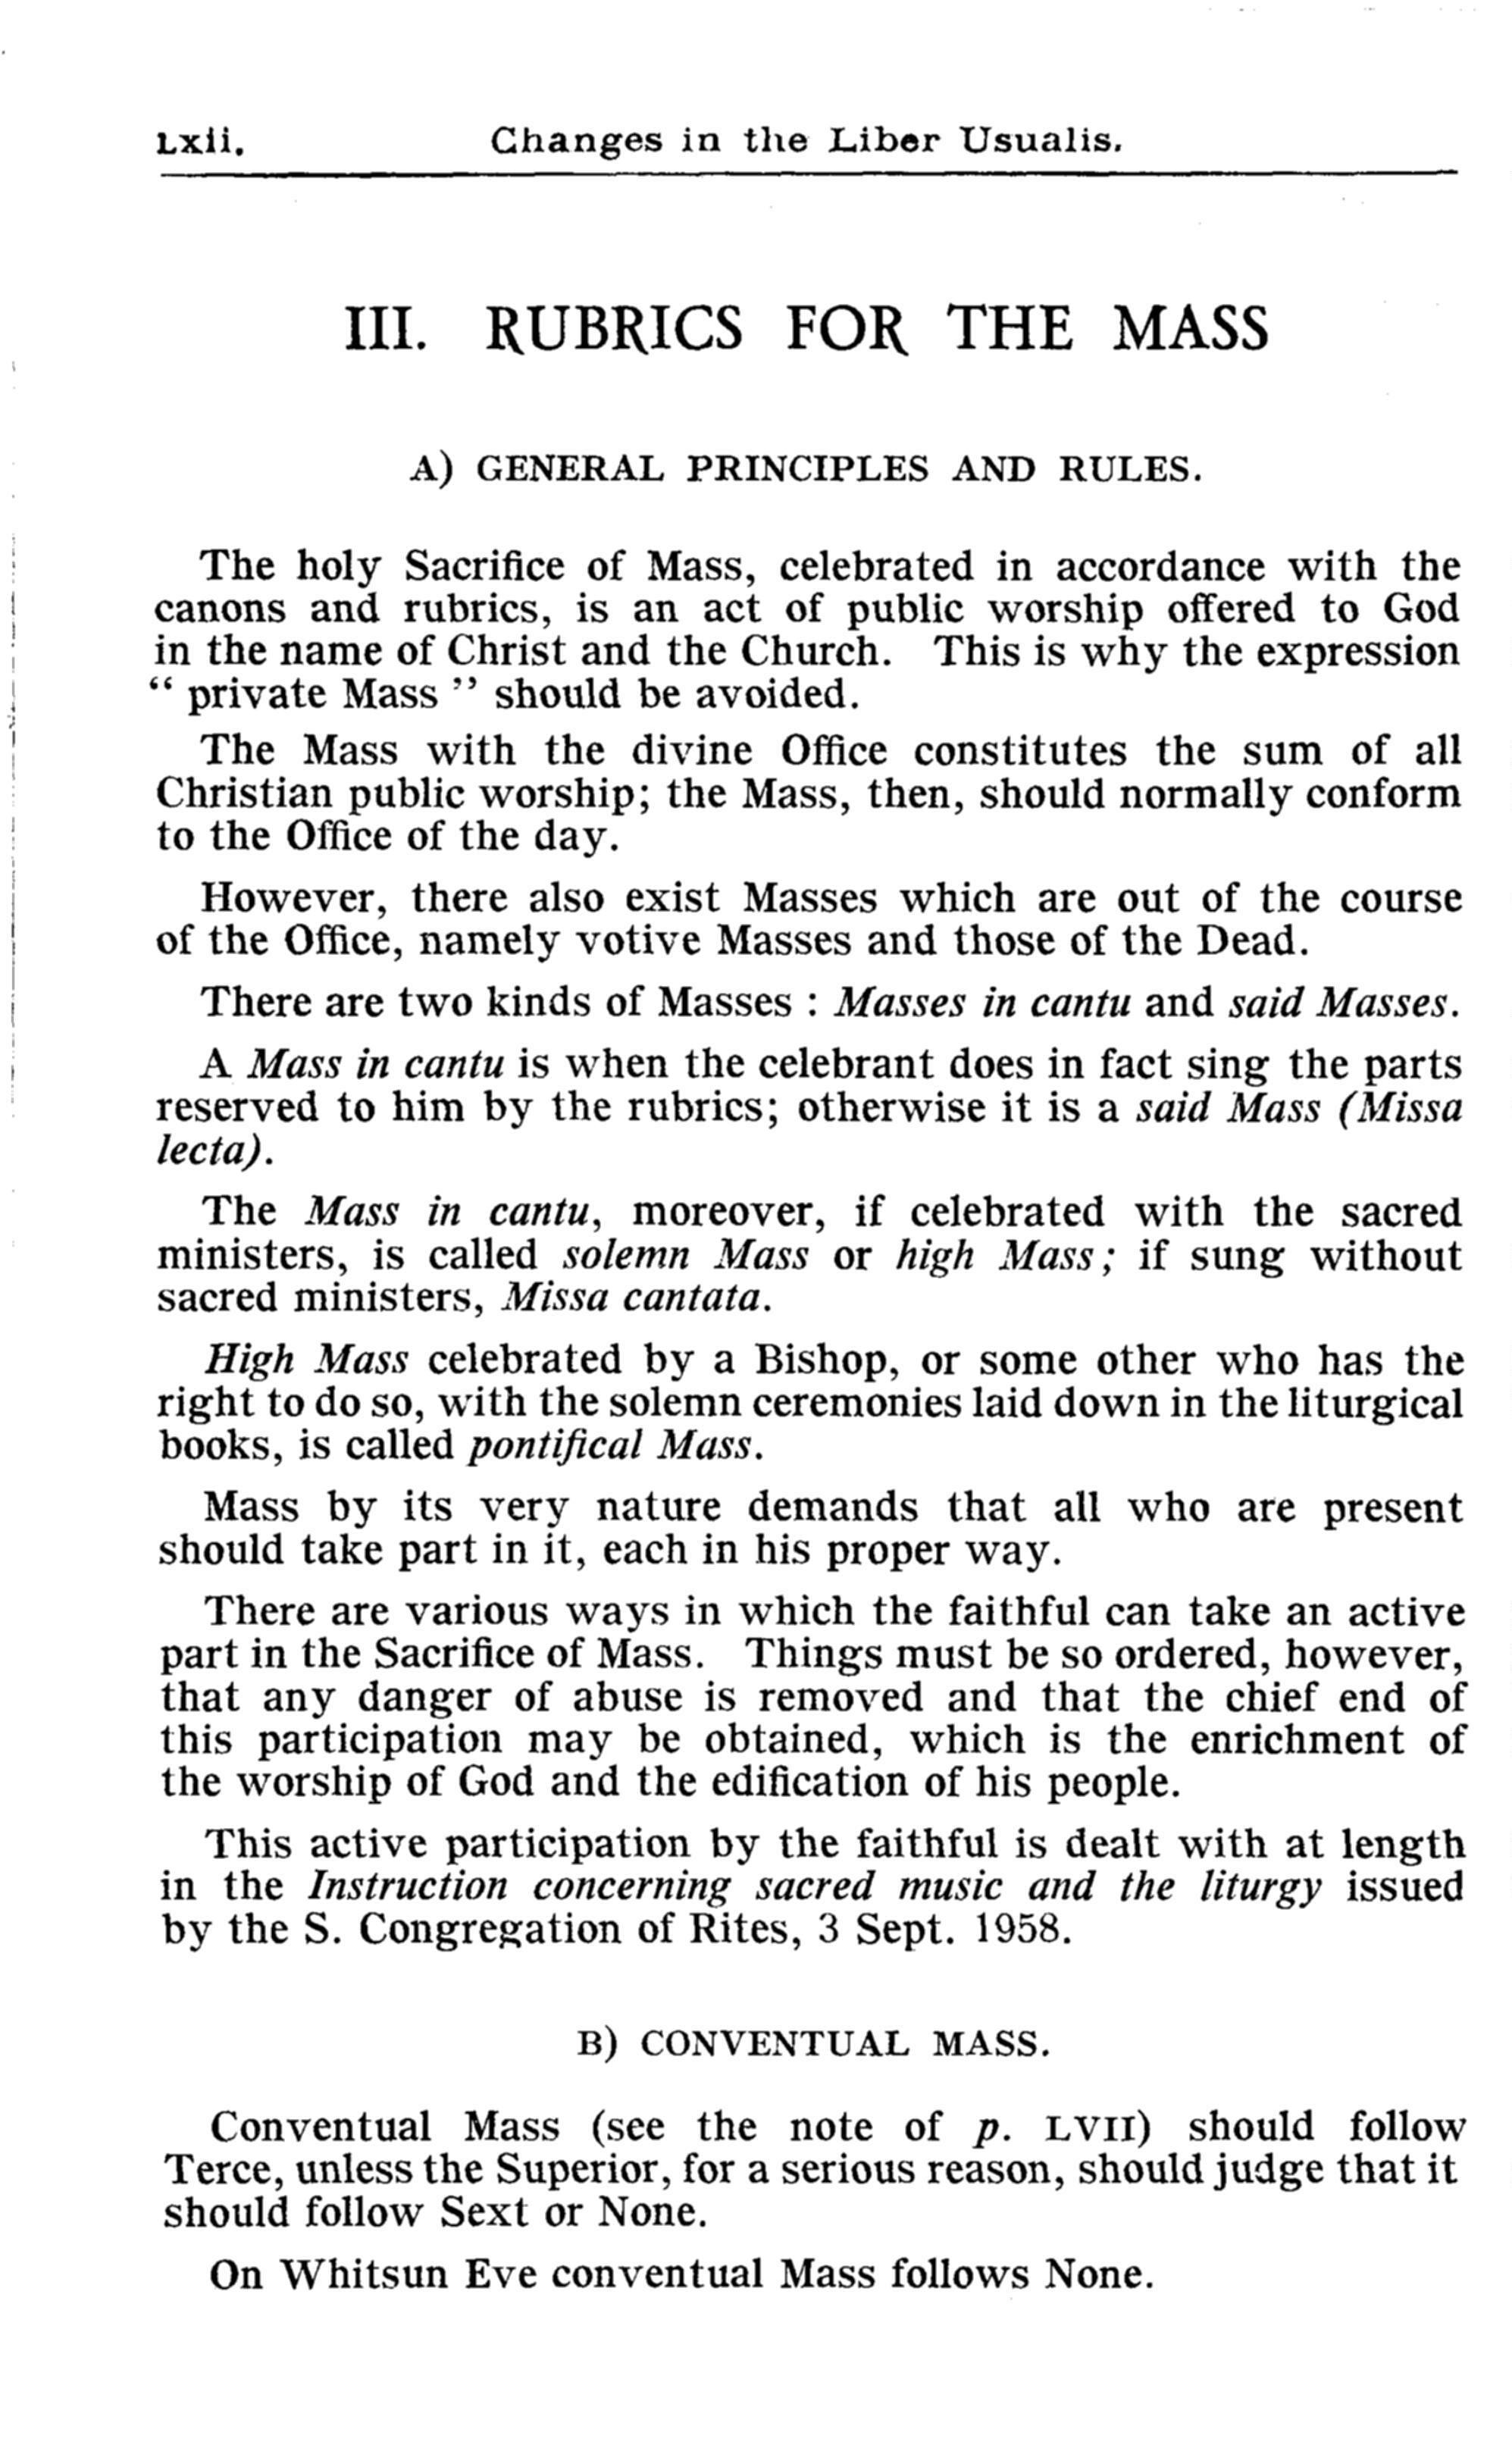 Lxii. Changes in the Liber Usualis.
III. RUBRICS FOR THE MASS
A) GENERAL PRINCIPLES AND RULES.
The holy Sacrifice of Mass, celebrated in accordance with the
canons and rubrics, is an act of public worship offered to God
in the name of Christ and the Church. This is why the expression
“ private Mass ” should be avoided.
The Mass with the divine Office constitutes the sum of all
Christian public worship; the Mass, then, should normally conform
to the Office of the day.
However, there also exist Masses which are out of the course
of the Office, namely votive Masses and those of the Dead.
There are two kinds of Masses : Masses in cantu and said Masses.
A Mass in cantu is when the celebrant does in fact sing the parts
reserved to him by the rubrics; otherwise it is a said Mass (Missa
lecta).
The Mass in cantu, moreover, if celebrated with the sacred
ministers, is called solemn Mass or high Mass; if sung without
sacred ministers, Missa cantata.
High Mass celebrated by a Bishop, or some other who has the
right to do so, with the solemn ceremonies laid down in the liturgical
books, is called pontifical Mass.
Mass by its very nature demands that all who are present
should take part in it, each in his proper way.
There are various ways in which the faithful can take an active
part in the Sacrifice of Mass. Things must be so ordered, however,
that any danger of abuse is removed and that the chief end of
this participation may be obtained, which is the enrichment of
the worship of God and the edification of his people.
This active participation by the faithful is dealt with at length
in the Instruction concerning sacred music and the liturgy issued
by the S. Congregation of Rites, 3 Sept. 1958.
B) CONVENTUAL MASS.
Conventual Mass (see the note of p. LVII) should follow
Terce, unless the Superior, for a serious reason, should judge that it
should follow Sext or None.
On Whitsun Eve conventual Mass follows None.